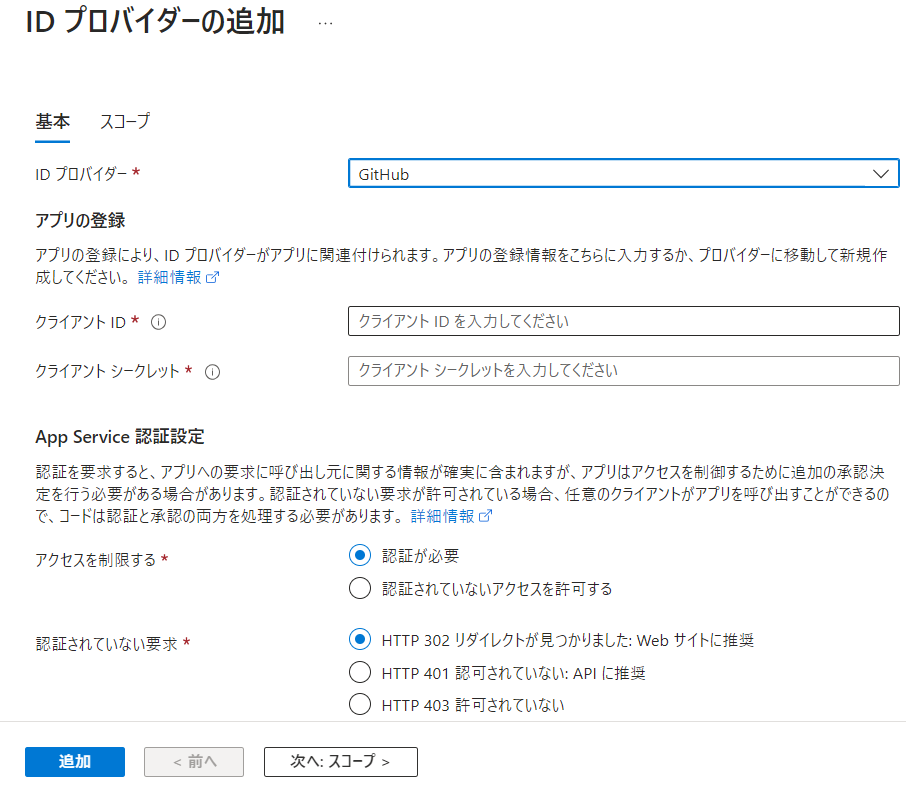 ID プロバイダーの追加 …
基本 スコープ
ID プロバイダー * GitHub
アプリの登録
アプリの登録により、ID プロバイダーがアプリに関連付けられます。アプリの登録情報をこちらに入力するか、プロバイダーに移動して新規作
成してください。 詳細情報
クライアント ID * クライアント ID を入力してください
クライアント シークレット * クライアント シークレットを入力してください
App Service 認証設定
認証を要求すると、アプリへの要求に呼び出し元に関する情報が確実に含まれますが、アプリはアクセスを制御するために追加の承認決
定を行う必要がある場合があります。認証されていない要求が許可されている場合、任意のクライアントがアプリを呼び出すことができるの
で、コードは認証と承認の両方を処理する必要があります。 詳細情報
アクセスを制限する * 認証が必要
認証されていないアクセスを許可する
認証されていない要求 * HTTP 302 リダイレクトが見つかりました: Web サイトに推奨
HTTP 401 認可されていない: API に推奨
HTTP 403 許可されていない
追加 < 前へ 次へ: スコープ >